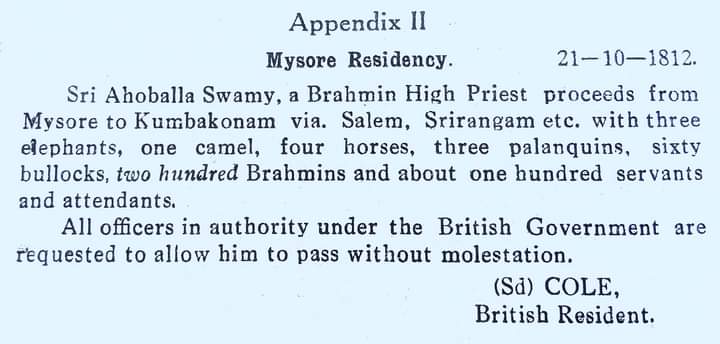 Appendix II
Mysore Residency. 21—10—1812.
Sri Ahoballa Swamy, a Brahmin High Priest proceeds from
Mysore to Kumbakonam via. Salem, Srirangam etc. with three
elephants, one camel, four horses, three palanquins, sixty
bullocks, two hundred Brahmins and about one hundred servants
and attendants.
All officers in authority under the British Government are
requested to allow him to pass without molestation.
(Sd) COLE,
British Resident.